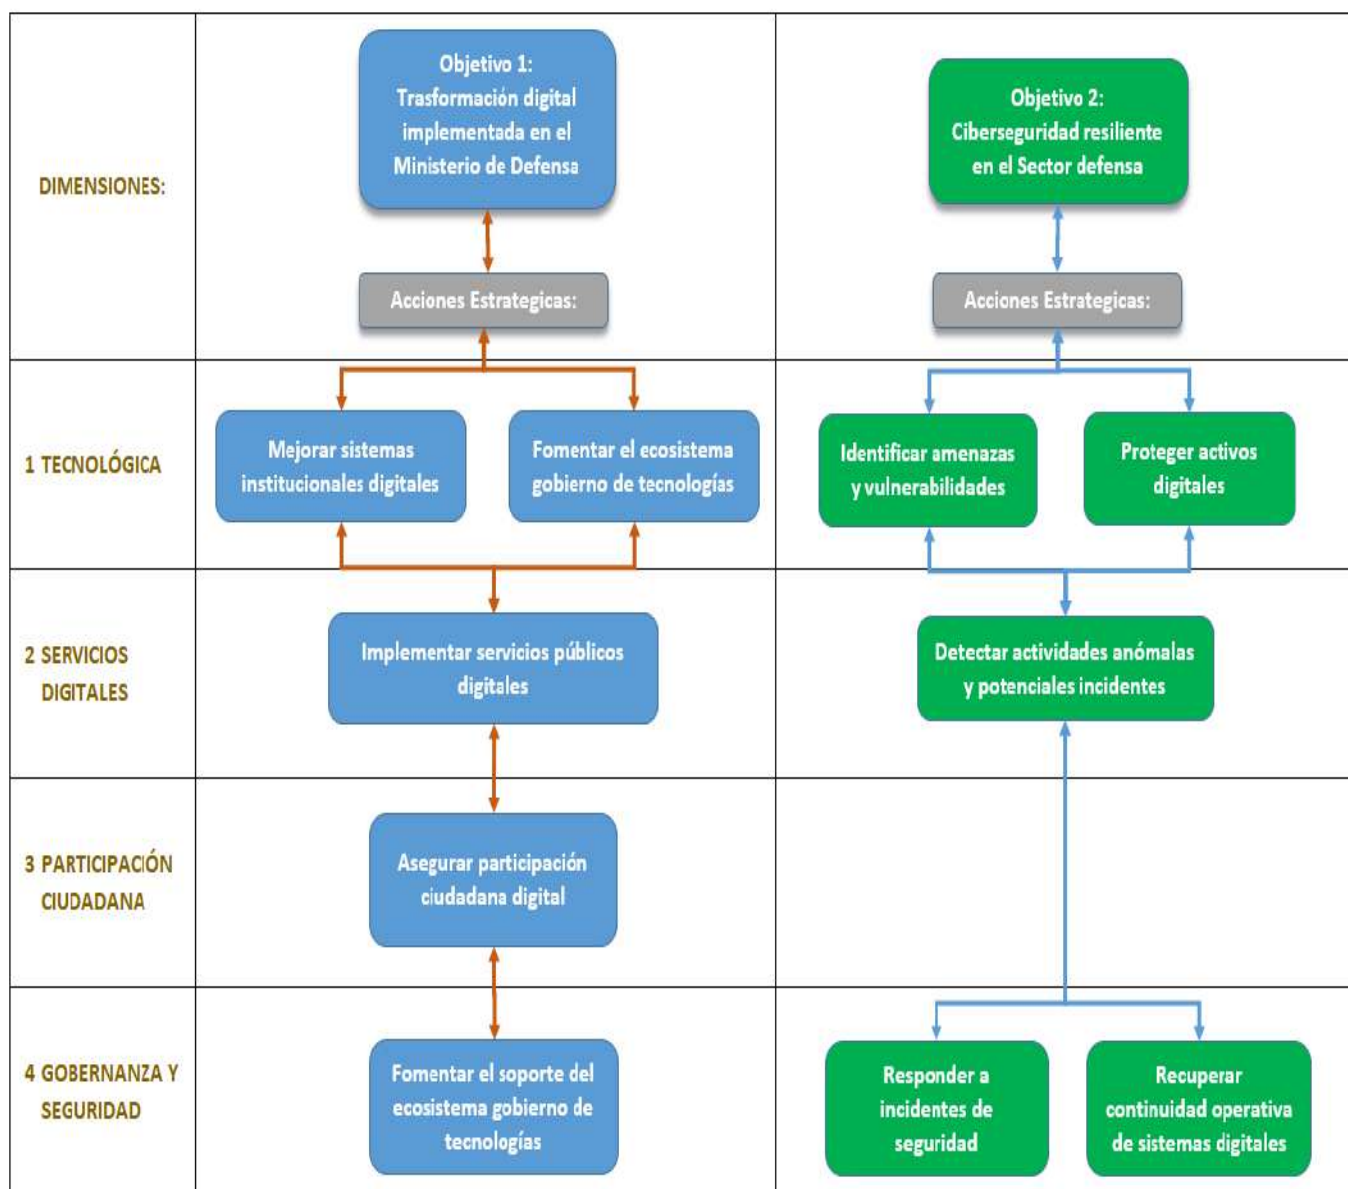 DIMENSIONES:
Objetivo 1:
Trasformación digital
implementada en el
Ministerio de Defensa
Objetivo 2:
Ciberseguridad resiliente
en el Sector defensa
Acciones Estrategicas:
Acciones Estrategicas:
1 TECNOLÓGICA
Mejorar sistemas
institucionales digitales
Fomentar el ecosistema
gobierno de tecnologías
Identificar amenazas
y vulnerabilidades
Proteger activos
digitales
2 SERVICIOS
DIGITALES
Implementar servicios públicos
digitales
Detectar actividades anómalas
y potenciales incidentes
3 PARTICIPACIÓN
CIUDADANA
Asegurar participación
ciudadana digital
4 GOBERNANZA Y
SEGURIDAD
Fomentar el soporte del
ecosistema gobierno de
tecnologías
Responder a
incidentes de
seguridad
Recuperar
continuidad operativa
de sistemas digitales